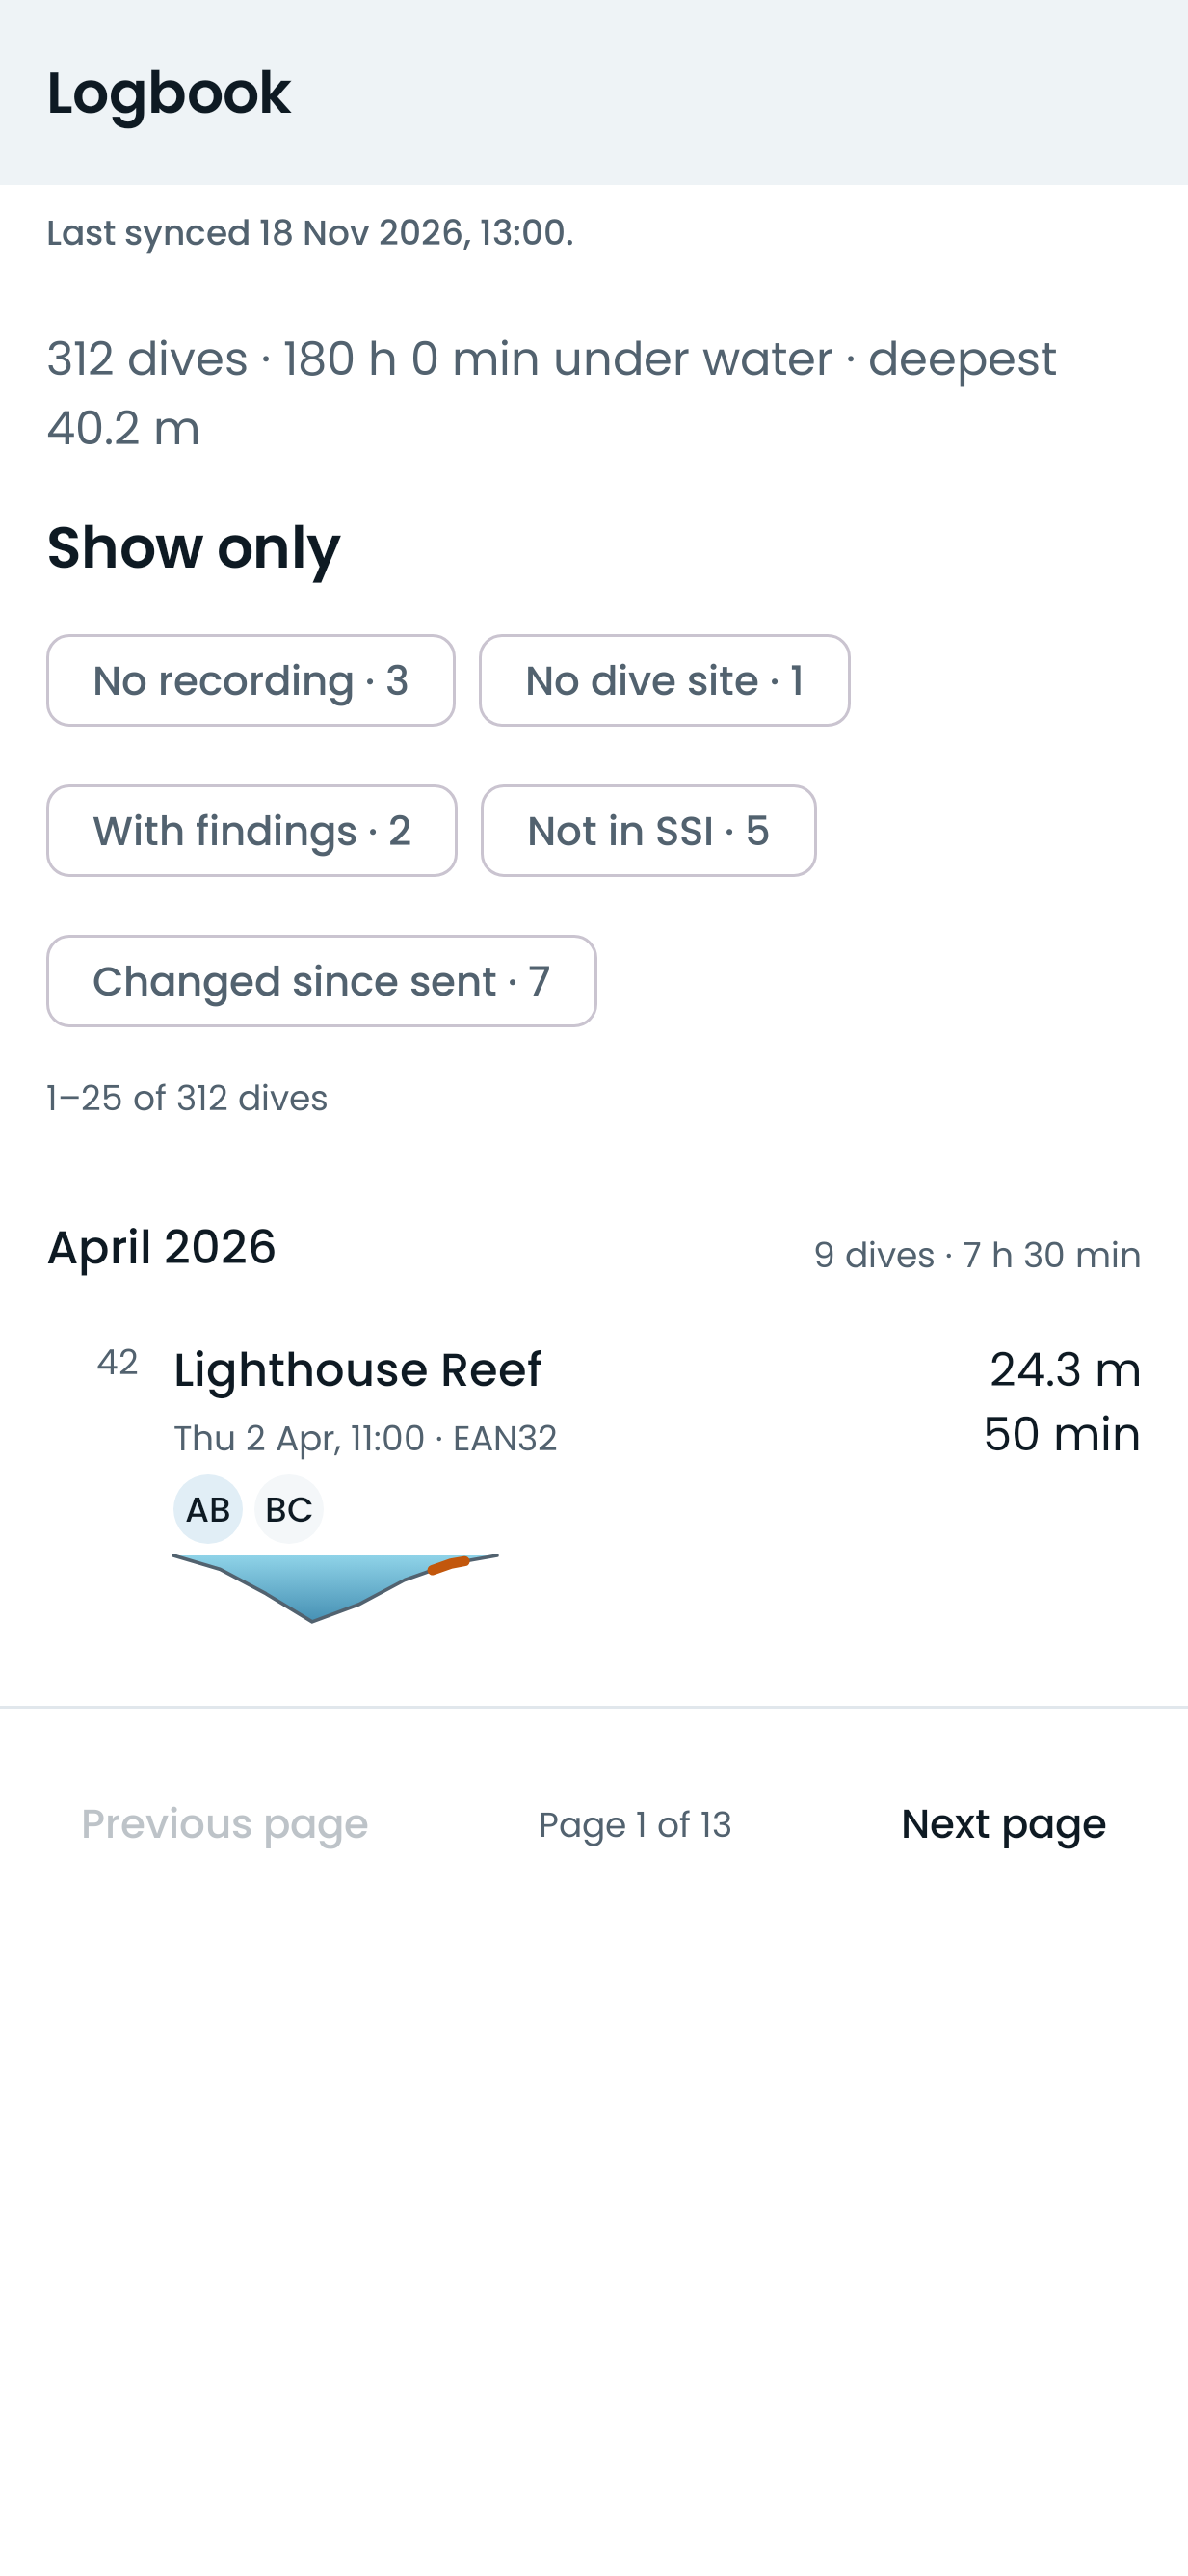 Logbook
Last synced 18 Nov 2026, 13:00.
312 dives · 180 h 0 min under water · deepest
40.2 m
Show only
No recording · 3
No dive site · 1
With findings · 2
Not in SSI · 5
Changed since sent · 7
1–25 of 312 dives
April 2026
9 dives · 7 h 30 min
42
Lighthouse Reef
24.3 m
Thu 2 Apr, 11:00 · EAN32
50 min
AB
BC
Previous page
Page 1 of 13
Next page